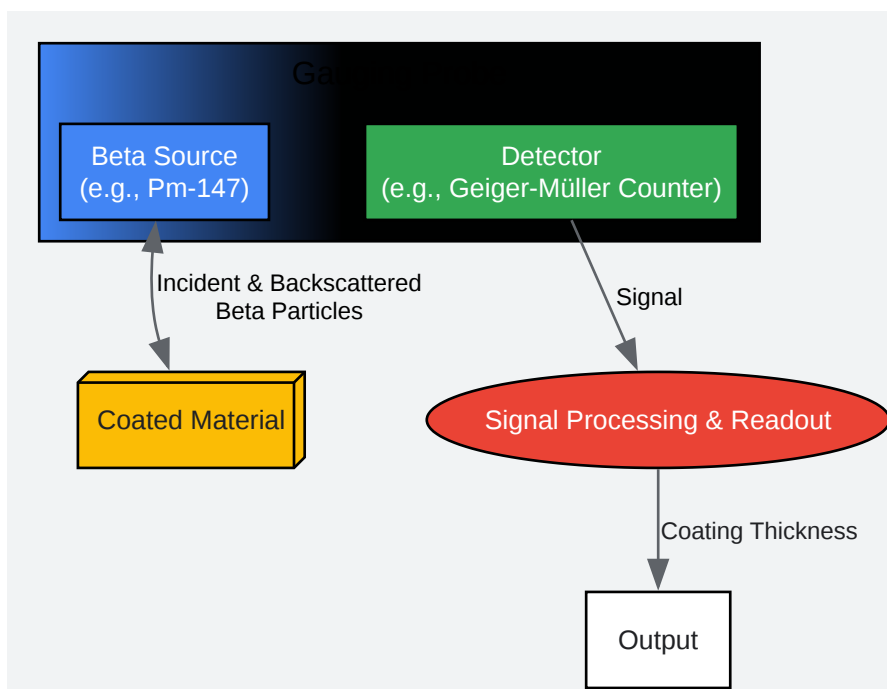 Beta Source
(e.g., Pm-147)
Detector
(e.g., Geiger-Müller Counter)
Incident & Backscattered
Beta Particles
Signal
Coated Material
Signal Processing & Readout
Coating Thickness
Output